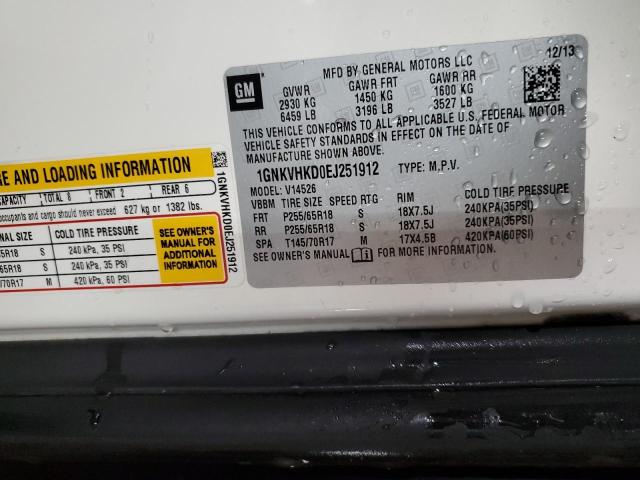 12/13
MFD BY GENERAL MOTORS LLC
GM
GVWR GAWR FRT GAWR RR
2930 KG 1450 KG 1600 KG
6459 LB 3196 LB 3527 LB
THIS VEHICLE CONFORMS TO ALL APPLICABLE U.S. FEDERAL MOTOR
VEHICLE SAFETY STANDARDS IN EFFECT ON THE DATE OF
MANUFACTURE SHOWN ABOVE.
1GNKVHKD0EJ251912 TYPE: M.P.V.
MODEL: V14526
VBBM TIRE SIZE SPEED RTG RIM COLD TIRE PRESSURE
FRT P255/65R18 S 18X7.5J 240KPA(35PSI)
RR P255/65R18 S 18X7.5J 240KPA(35PSI)
SPA T145/70R17 M 17X4.5B 420KPA(60PSI)
SEE OWNER'S MANUAL FOR MORE INFORMATION.
RE AND LOADING INFORMATION
CAPACITY TOTAL 8 FRONT 2 REAR 6
occupants and cargo should never exceed 627 kg or 1382 lbs.
NAL SIZE COLD TIRE PRESSURE
65R18 S 240 kPa, 35 PSI
/65R18 S 240 kPa, 35 PSI
/70R17 M 420 kPa, 60 PSI
SEE OWNER'S
MANUAL FOR
ADDITIONAL
INFORMATION
1GNKVHKD0EJ251912